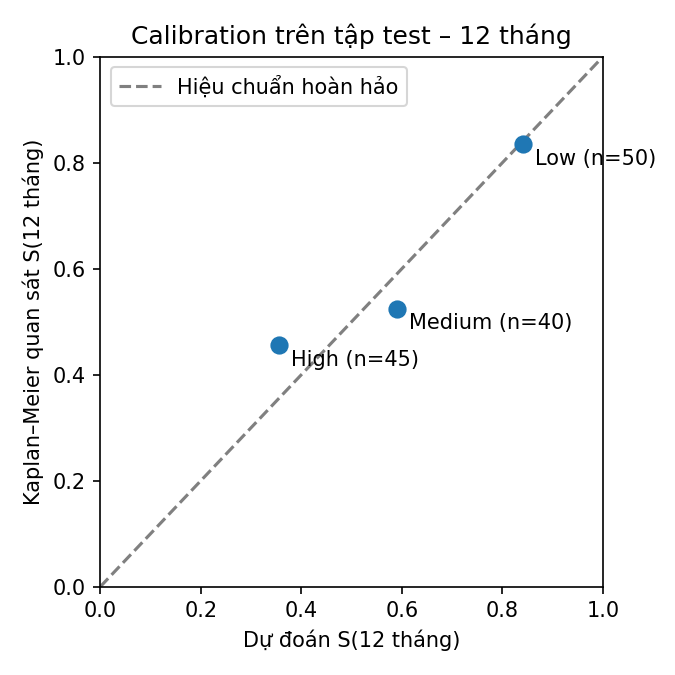 Calibration trên tập test – 12 tháng
Hiệu chuẩn hoàn hảo
Kaplan–Meier quan sát S(12 tháng)
1.0
0.8
0.6
0.4
0.2
0.0
Low (n=50)
Medium (n=40)
High (n=45)
0.0 0.2 0.4 0.6 0.8 1.0
Dự đoán S(12 tháng)